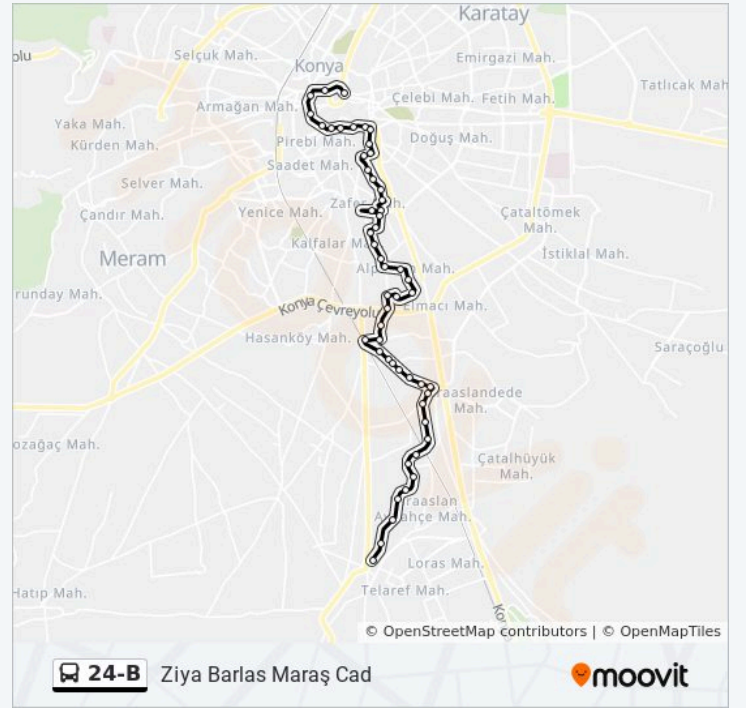 Karatay
olu
Selçuk Mah.
Konya
Emirgazi Mah.
Tatlıcak Mah.
Armağan Mah.
Çelebi Mah.
Fetih Mah.
Yaka Mah.
Kürden Mah.
Pirebi Mah.
Doğuş Mah.
Saadet Mah.
Selver Mah.
Çandır Mah.
Yenice Mah.
Çataltömek
Mah.
Kalfalar
İstiklal Mah.
Meram
Mah.
runday Mah.
Konya Çevreyolu
Elmacı Mah.
Hasanköy Mah.
Saraçoğlu
raaslandede
Mah.
ozağaç Mah.
Çatalhüyük
Mah.
raaslan
Mah.
Loras Mah.
Hatıp Mah.
Telaref Mah.
© OpenStreetMap contributors | © OpenMapTiles
24-B Ziya Barlas Maraş Cad
moovit